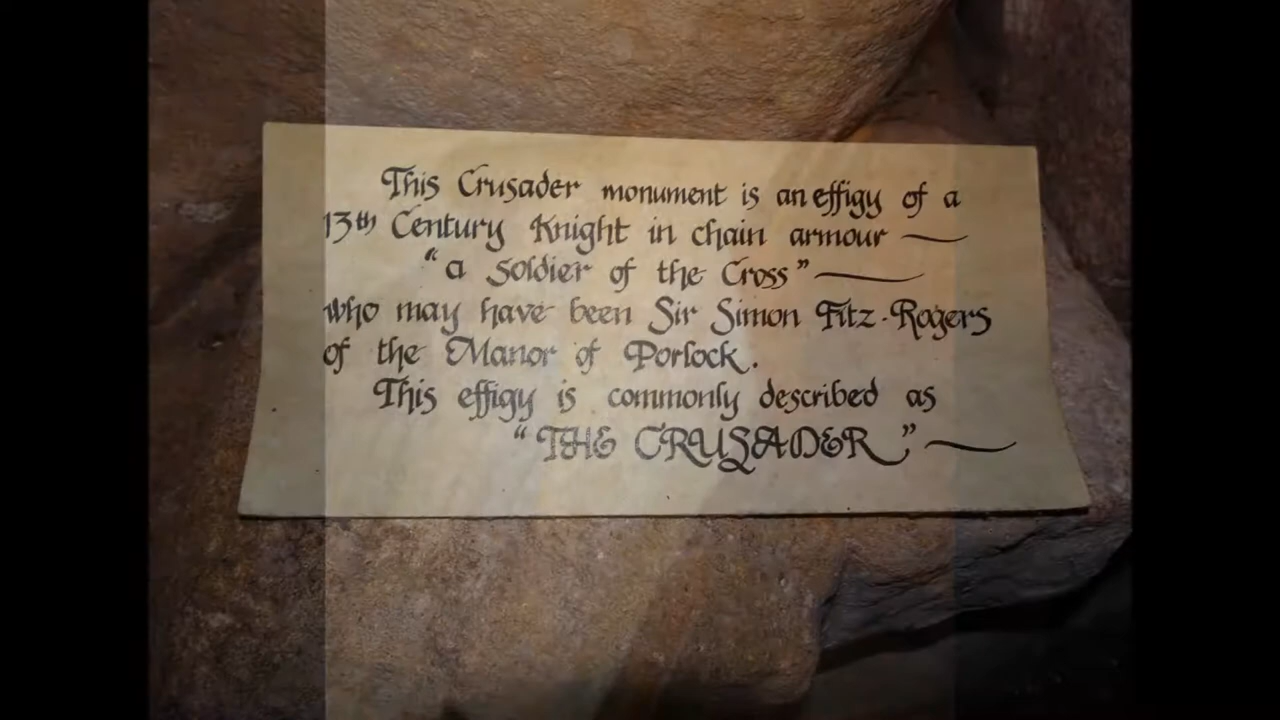 This Crusader monument is an effigy of a
13th Century Knight in chain armour —
“a Soldier of the Cross” —
who may have been Sir Simon Fitz-Rogers
of the Manor of Porlock.
This effigy is commonly described as
“THE CRUSADER” —